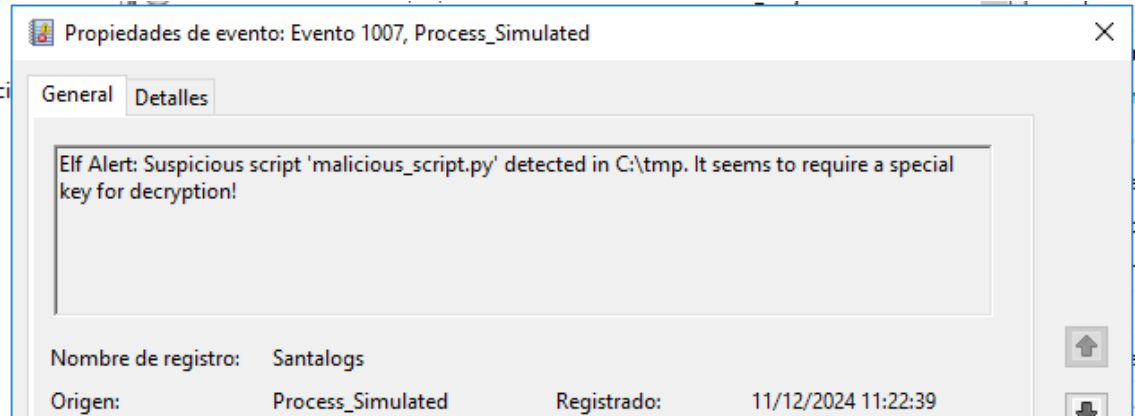 Propiedades de evento: Evento 1007, Process_Simulated
General Detalles
Elf Alert: Suspicious script 'malicious_script.py' detected in C:\tmp. It seems to require a special
key for decryption!
Nombre de registro: Santalogs
Origen: Process_Simulated Registrado: 11/12/2024 11:22:39